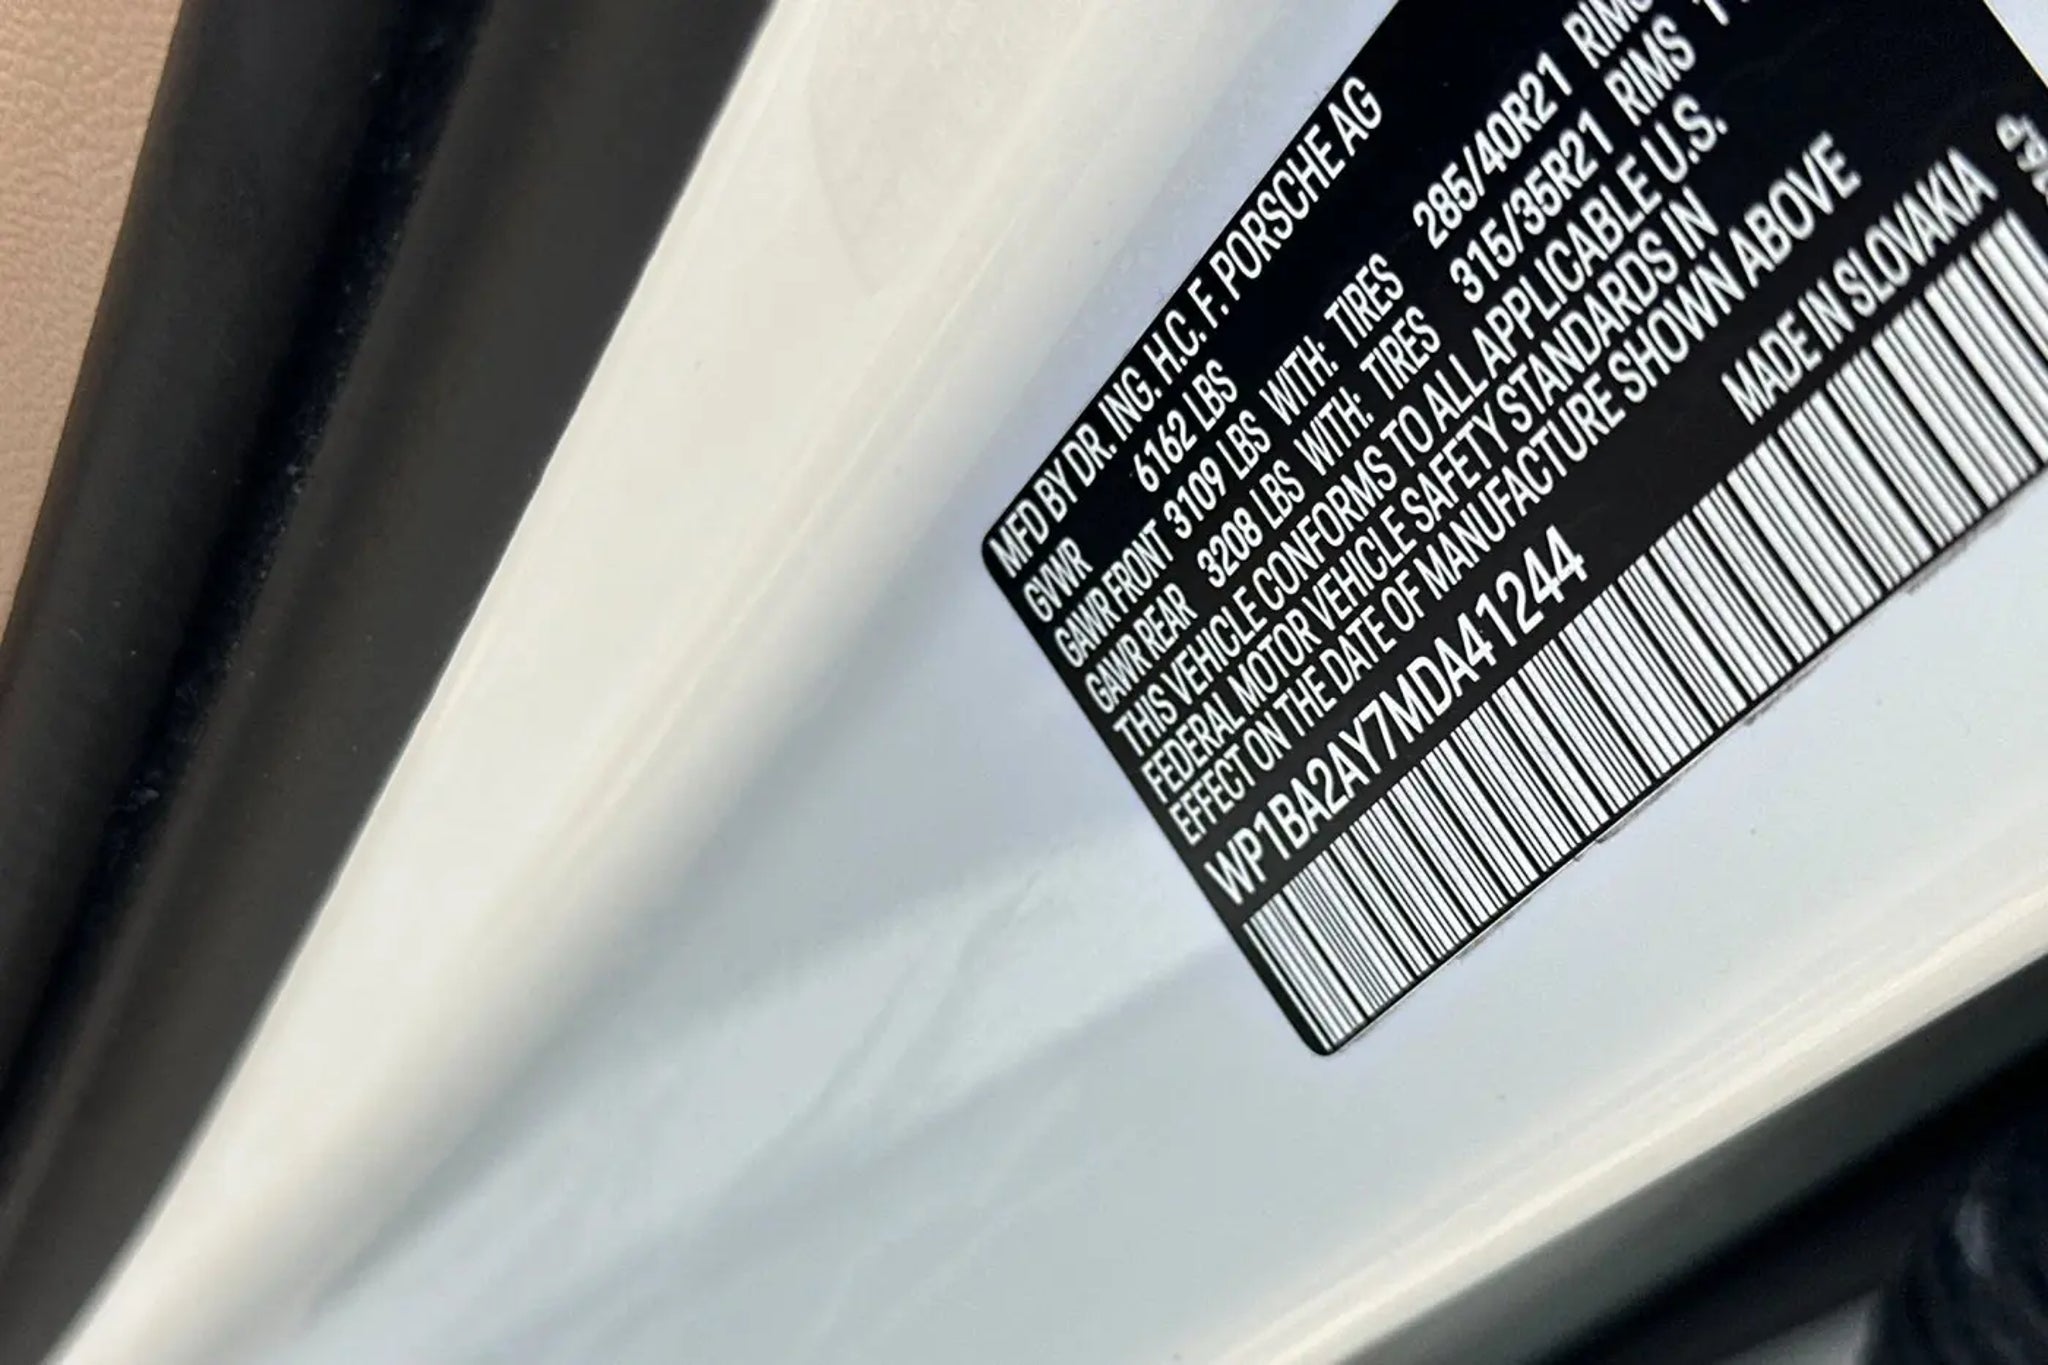 MFD BY DR. ING. H.C. F. PORSCHE AG
GVWR 6162 LBS
GAWR FRONT 3109 LBS WITH: TIRES 285/40R21 RIMS
GAWR REAR 3208 LBS WITH: TIRES 315/35R21 RIMS
THIS VEHICLE CONFORMS TO ALL APPLICABLE U.S.
FEDERAL MOTOR VEHICLE SAFETY STANDARDS IN
EFFECT ON THE DATE OF MANUFACTURE SHOWN ABOVE
WP1BA2AY7MDA41244 MADE IN SLOVAKIA